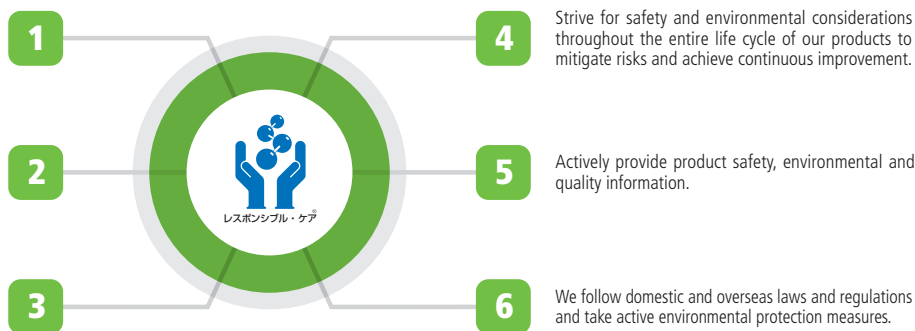 1
2
3
レスポンシブル・ケア®
4
Strive for safety and environmental considerations
throughout the entire life cycle of our products to
mitigate risks and achieve continuous improvement.
5
Actively provide product safety, environmental and
quality information.
6
We follow domestic and overseas laws and regulations
and take active environmental protection measures.